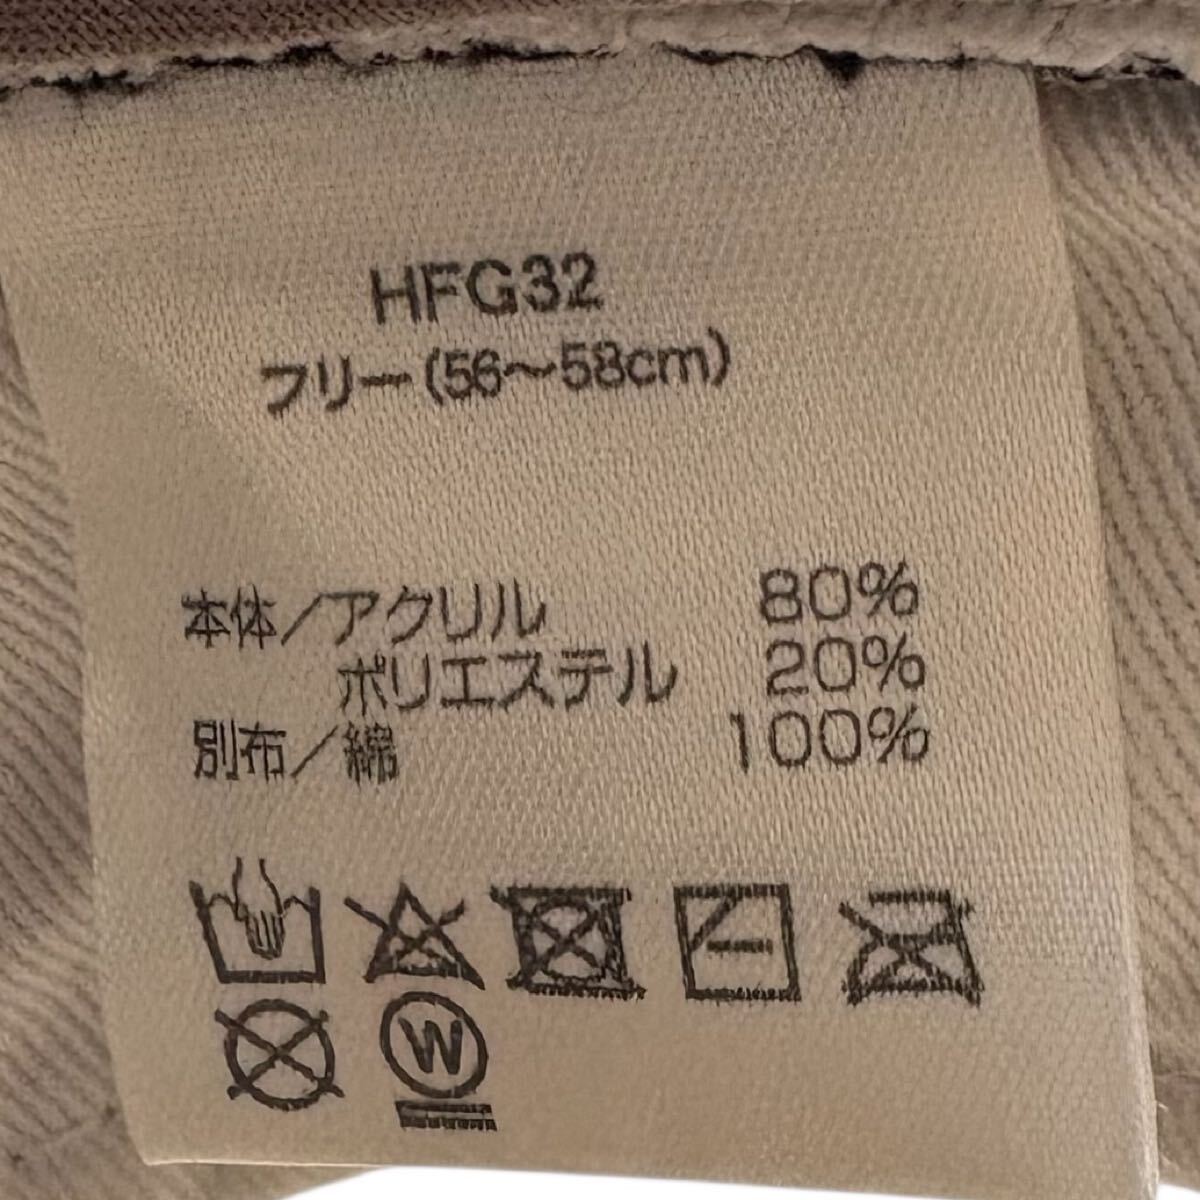 HFG32
フリー(56～58cm)
本体/アクリル 80%
ポリエステル 20%
別布/綿 100%
W